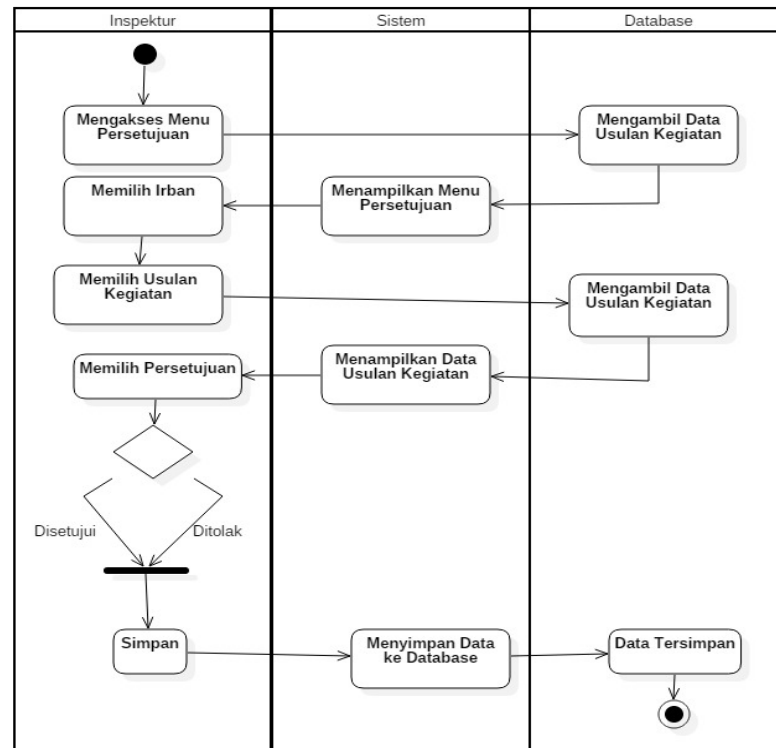 Inspektur
Sistem
Database
Mengakses Menu
Persetujuan
Mengambil Data
Usulan Kegiatan
Memilih Irban
Menampilkan Menu
Persetujuan
Memilih Usulan
Kegiatan
Mengambil Data
Usulan Kegiatan
Memilih Persetujuan
Menampilkan Data
Usulan Kegiatan
Disetujui
Ditolak
Simpan
Menyimpan Data
ke Database
Data Tersimpan